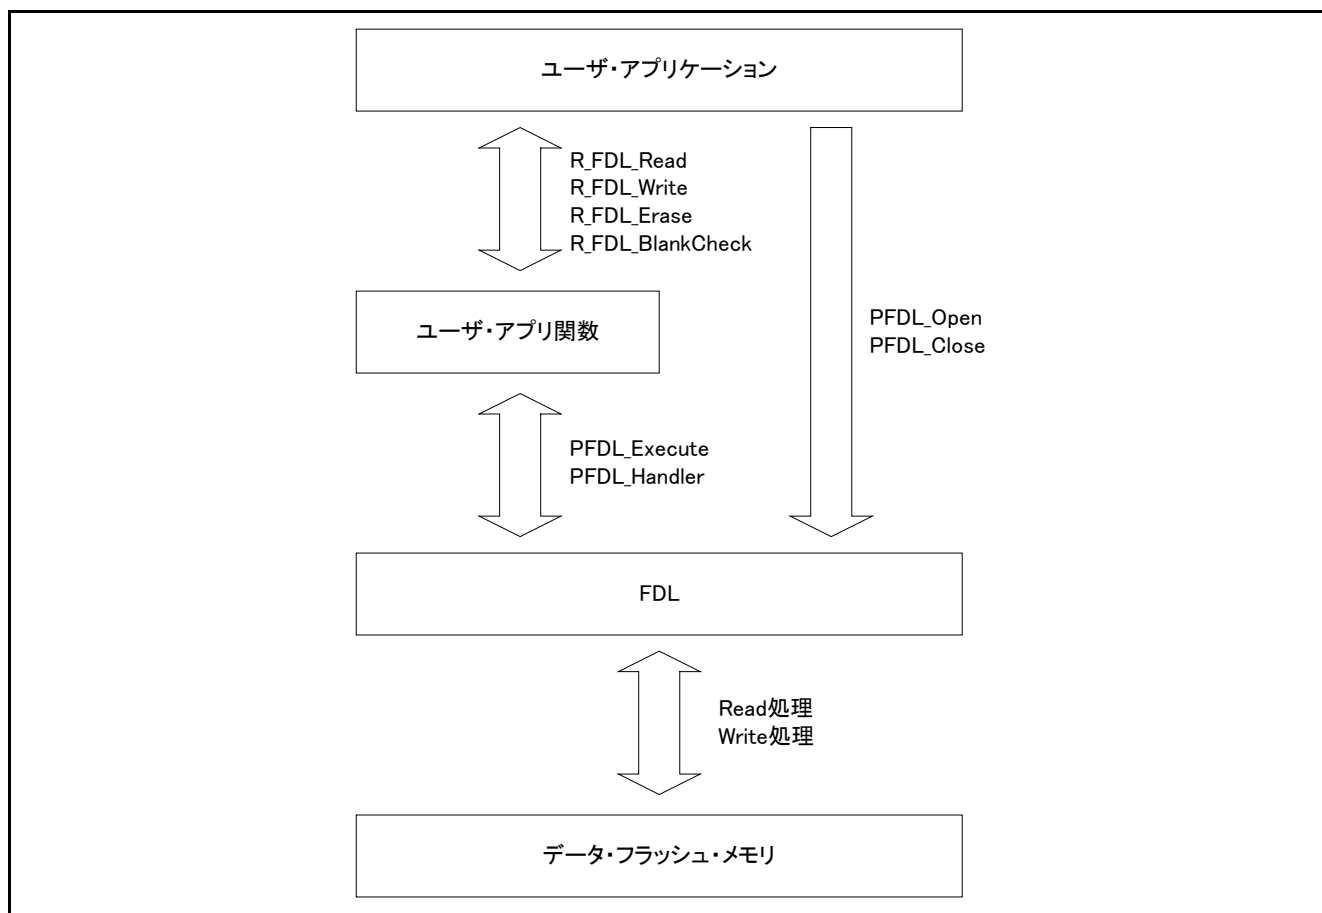 ユーザ・アプリケーション
R_FDL_Read
R_FDL_Write
R_FDL_Erase
R_FDL_BlankCheck
ユーザ・アプリ関数
PFDL_Open
PFDL_Close
PFDL_Execute
PFDL_Handler
FDL
Read処理
Write処理
データ・フラッシュ・メモリ